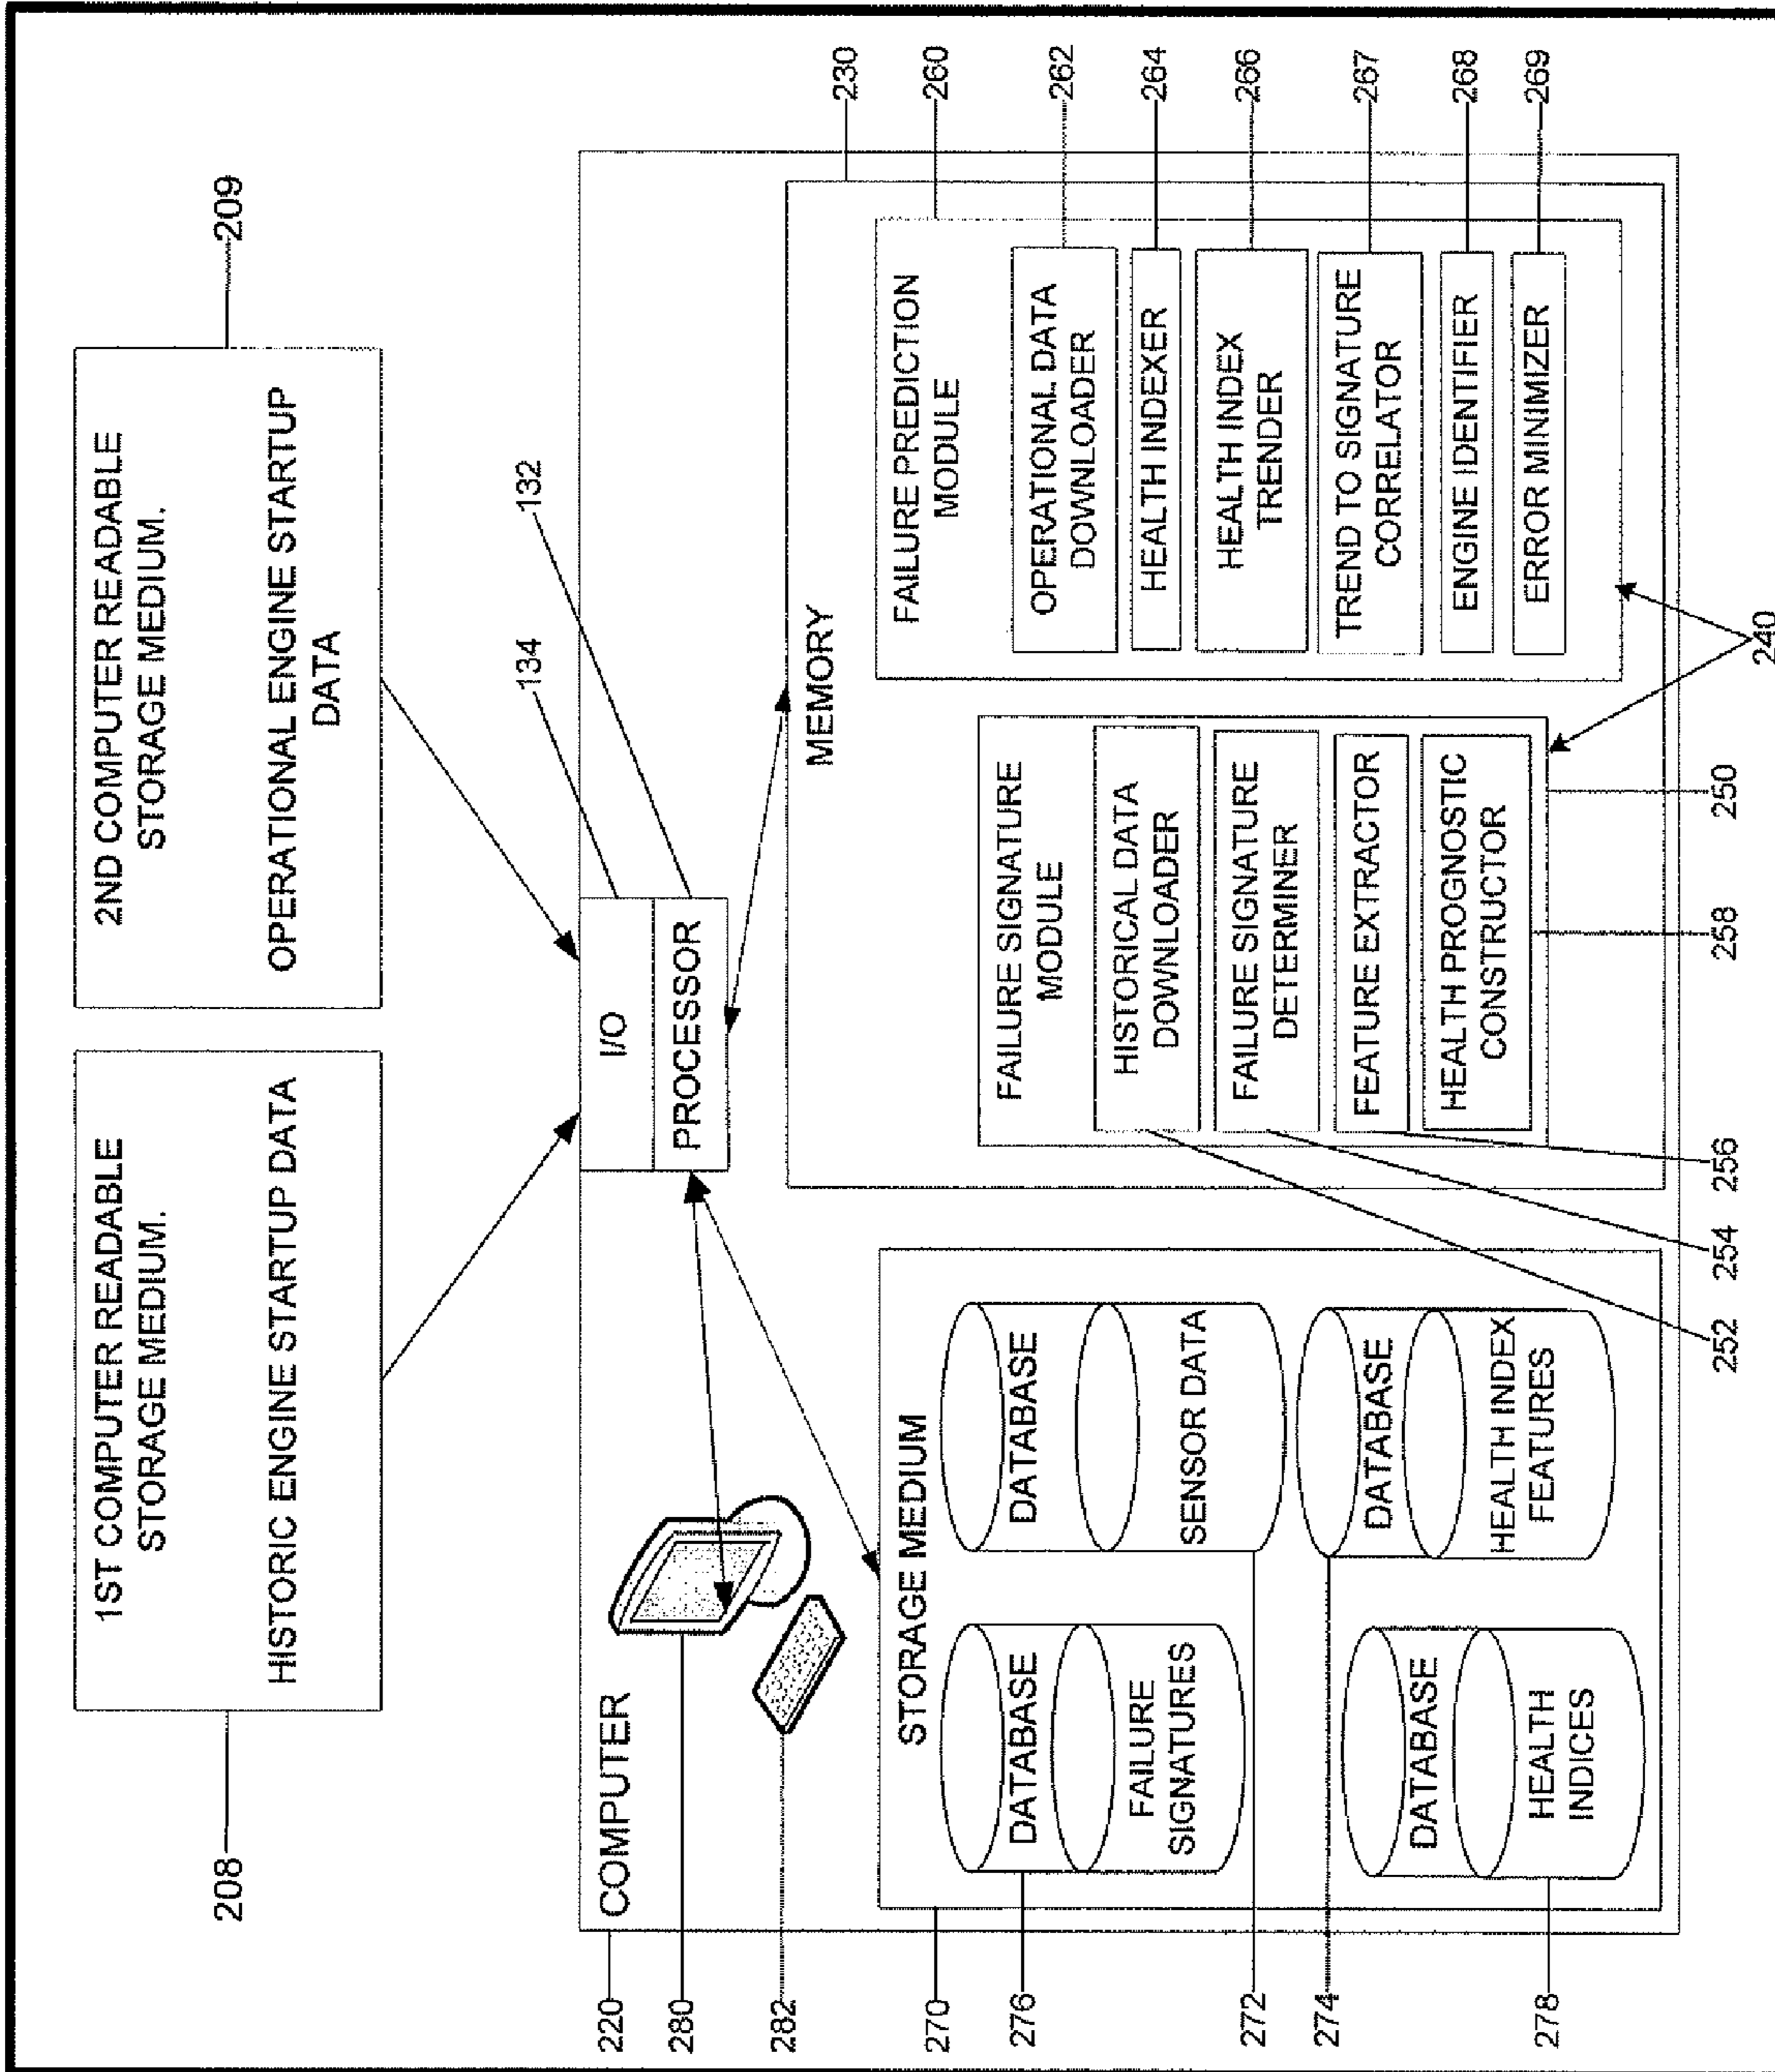 1ST COMPUTER READABLE
STORAGE MEDIUM.
HISTORIC ENGINE STARTUP DATA
208
2ND COMPUTER READABLE
STORAGE MEDIUM.
OPERATIONAL ENGINE STARTUP
DATA
209
COMPUTER
220
280
282
I/O
134
PROCESSOR
132
STORAGE MEDIUM
270
DATABASE
FAILURE
SIGNATURES
276
DATABASE
SENSOR DATA
272
DATABASE
HEALTH INDEX
FEATURES
274
DATABASE
HEALTH
INDICES
278
MEMORY
230
FAILURE SIGNATURE
MODULE
HISTORICAL DATA
DOWNLOADER
FAILURE SIGNATURE
DETERMINER
FEATURE EXTRACTOR
HEALTH PROGNOSTIC
CONSTRUCTOR
252
254
256
258
250
240
FAILURE PREDICTION
MODULE
260
OPERATIONAL DATA
DOWNLOADER
262
HEALTH INDEXER
264
HEALTH INDEX
TRENDER
266
TREND TO SIGNATURE
CORRELATOR
267
ENGINE IDENTIFIER
268
ERROR MINIMIZER
269